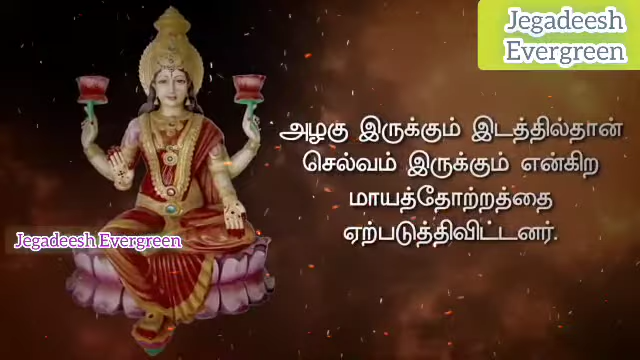 Jegadeesh
Evergreen
அழகு இருக்கும் இடத்தில்தான்
செல்வம் இருக்கும் என்கிற
மாயத்தோற்றத்தை
ஏற்படுத்திவிட்டனர்.
Jegadeesh Evergreen